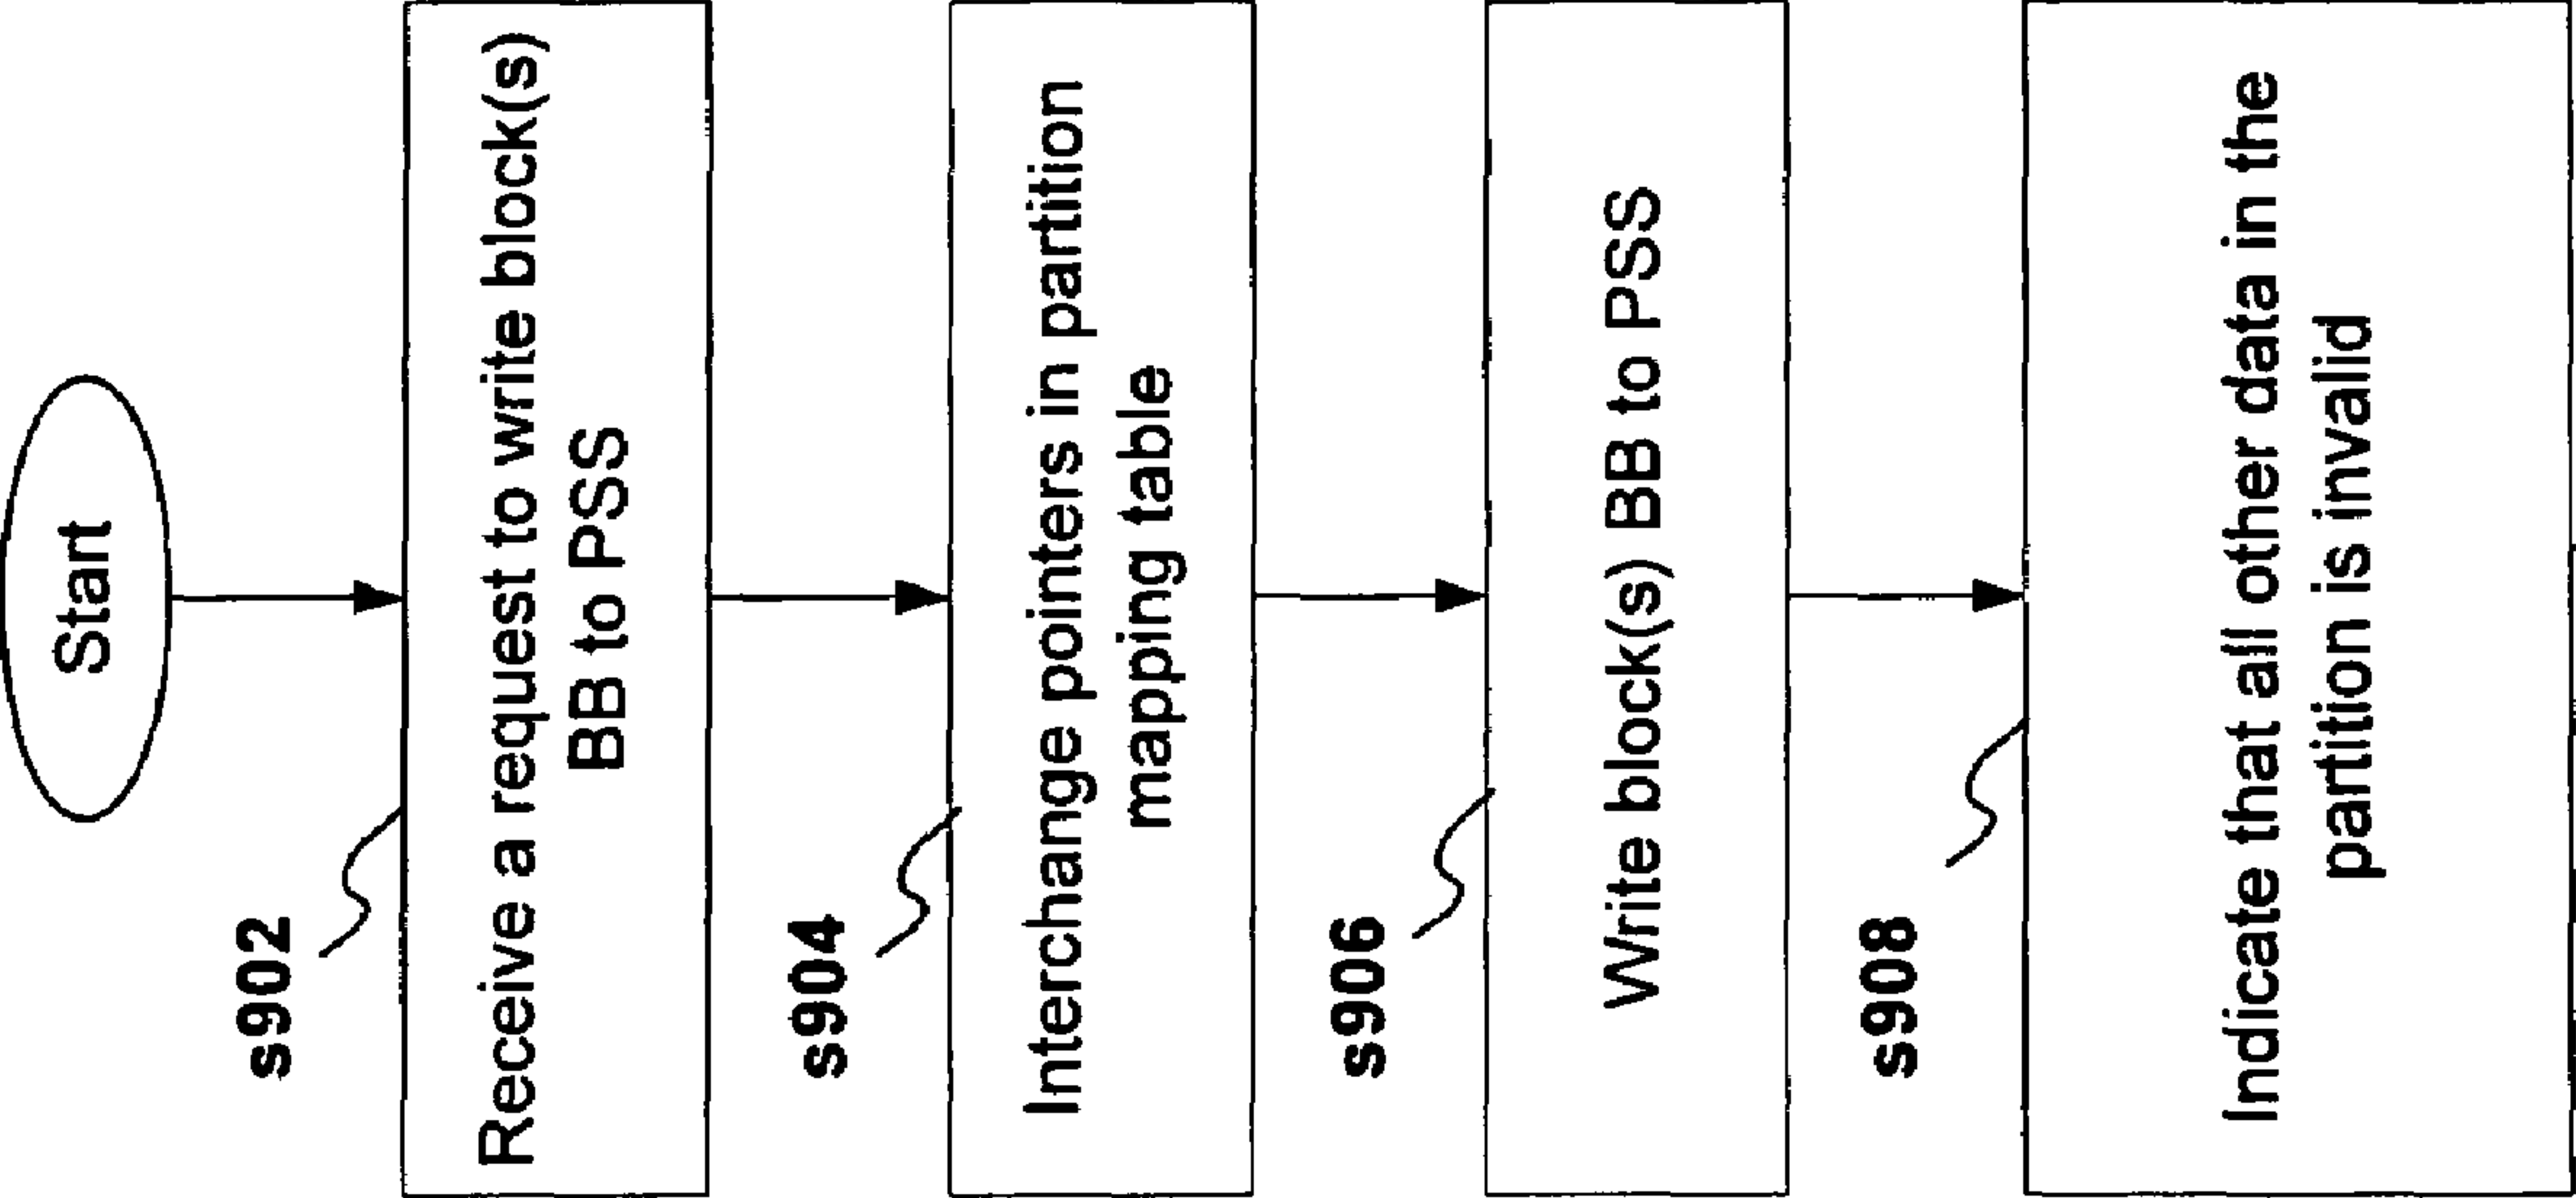 Start
s902
Receive a request to write block(s)
BB to PSS
s904
Interchange pointers in partition
mapping table
s906
Write block(s) BB to PSS
s908
Indicate that all other data in the
partition is invalid